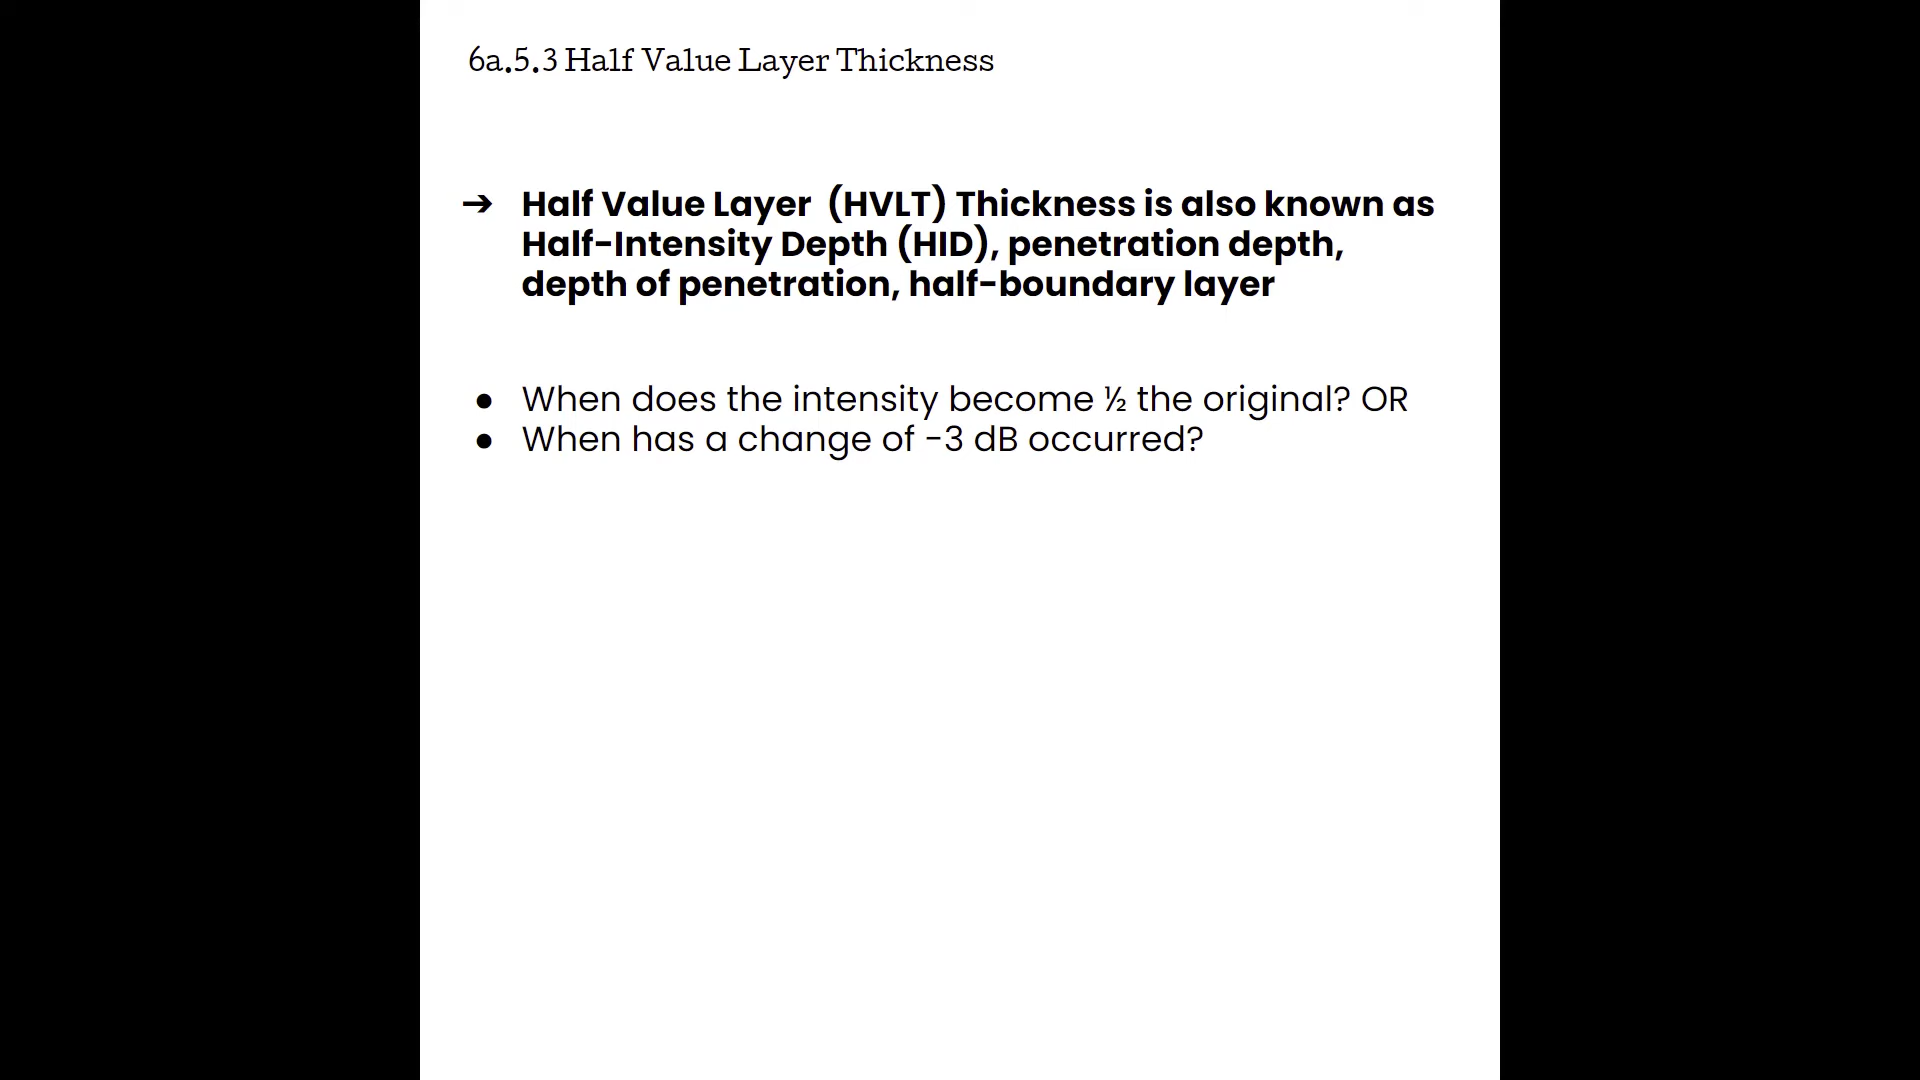 6a.5.3 Half Value Layer Thickness
➔ Half Value Layer (HVLT) Thickness is also known as
Half-Intensity Depth (HID), penetration depth,
depth of penetration, half-boundary layer
● When does the intensity become ½ the original? OR
● When has a change of -3 dB occurred?